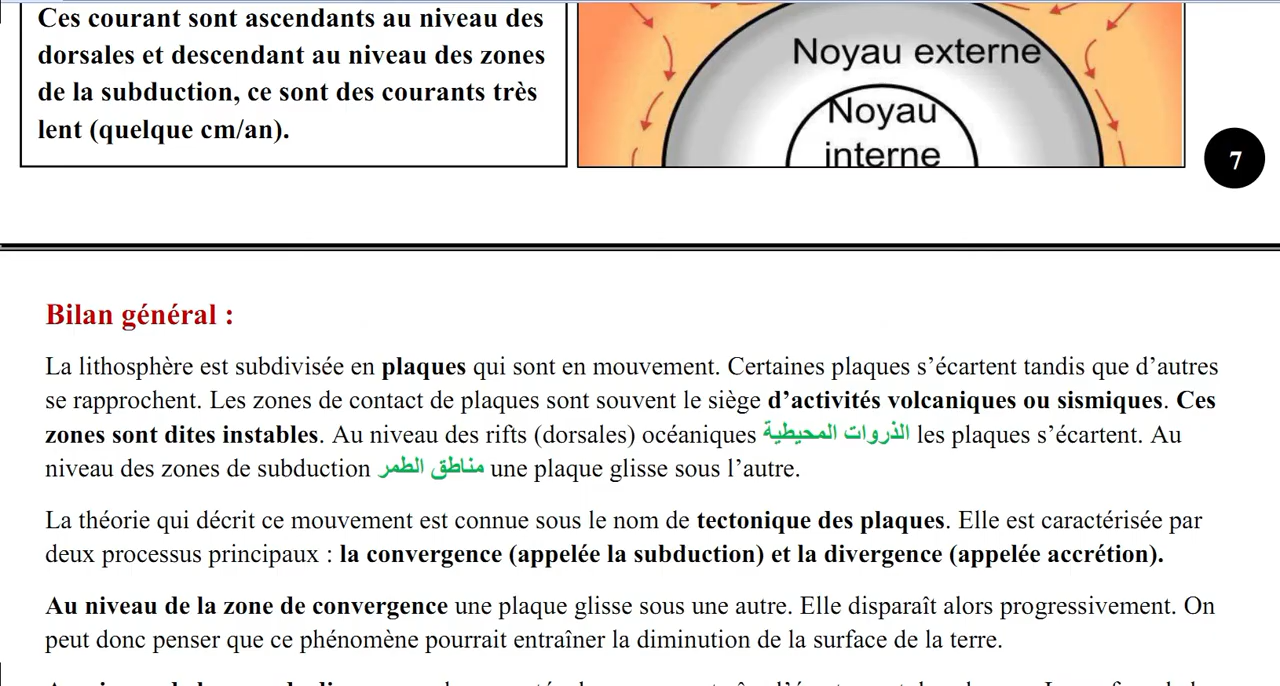 Ces courant sont ascendants au niveau des
dorsales et descendant au niveau des zones
de la subduction, ce sont des courants très
lent (quelque cm/an).
Noyau externe
Noyau
interne
7
Bilan général :
La lithosphère est subdivisée en plaques qui sont en mouvement. Certaines plaques s’écartent tandis que d’autres
se rapprochent. Les zones de contact de plaques sont souvent le siège d’activités volcaniques ou sismiques. Ces
zones sont dites instables. Au niveau des rifts (dorsales) océaniques الذروات المحيطية les plaques s’écartent. Au
niveau des zones de subduction مناطق الطمر une plaque glisse sous l’autre.
La théorie qui décrit ce mouvement est connue sous le nom de tectonique des plaques. Elle est caractérisée par
deux processus principaux : la convergence (appelée la subduction) et la divergence (appelée accrétion).
Au niveau de la zone de convergence une plaque glisse sous une autre. Elle disparaît alors progressivement. On
peut donc penser que ce phénomène pourrait entraîner la diminution de la surface de la terre.